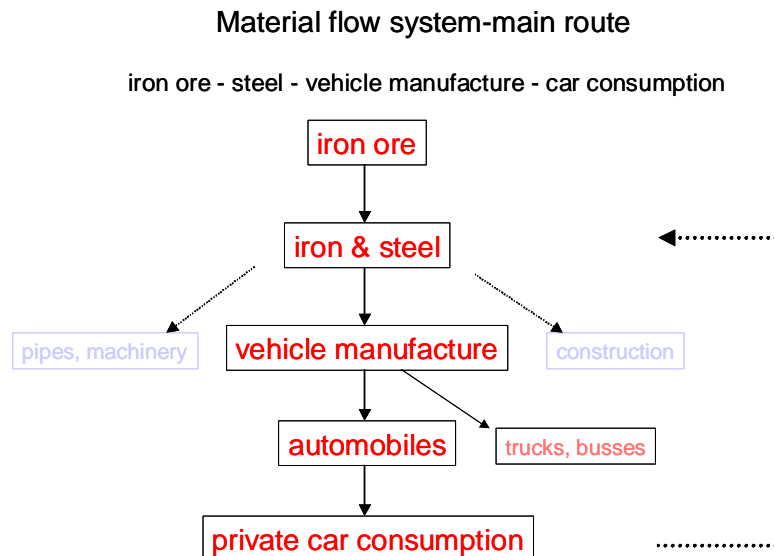 Material flow system-main route
iron ore - steel - vehicle manufacture - car consumption
iron ore
iron & steel
pipes, machinery
vehicle manufacture
construction
automobiles
trucks, busses
private car consumption